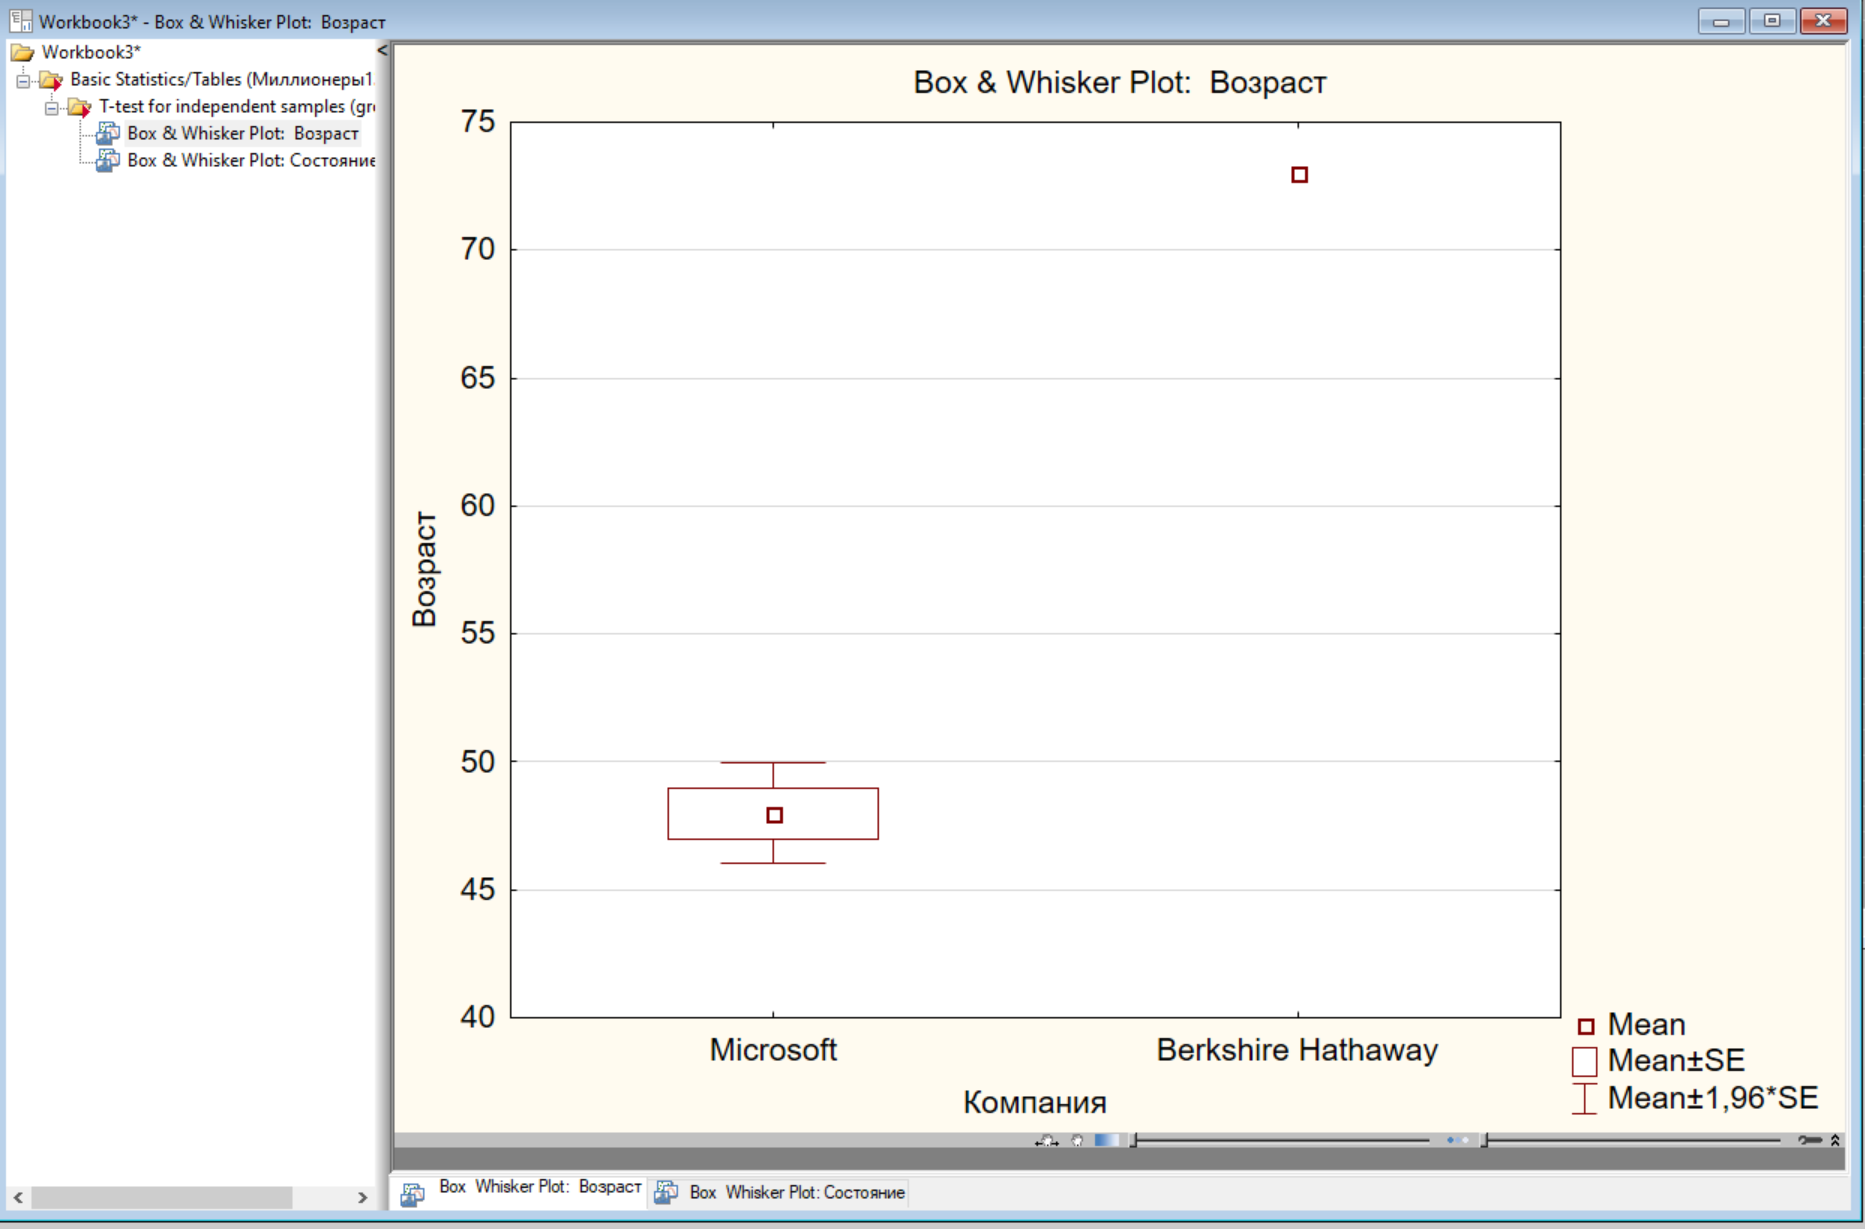 Workbook3* - Box & Whisker Plot:  Возраст
Workbook3*
Basic Statistics/Tables (Миллионеры1.
T-test for independent samples (gr
Box & Whisker Plot:  Возраст
Box & Whisker Plot: Состояние
Box & Whisker Plot:  Возраст
75
70
65
60
55
50
45
40
Возраст
Microsoft
Berkshire Hathaway
Компания
Mean
Mean±SE
Mean±1,96*SE
Box  Whisker Plot:  Возраст
Box  Whisker Plot: Состояние